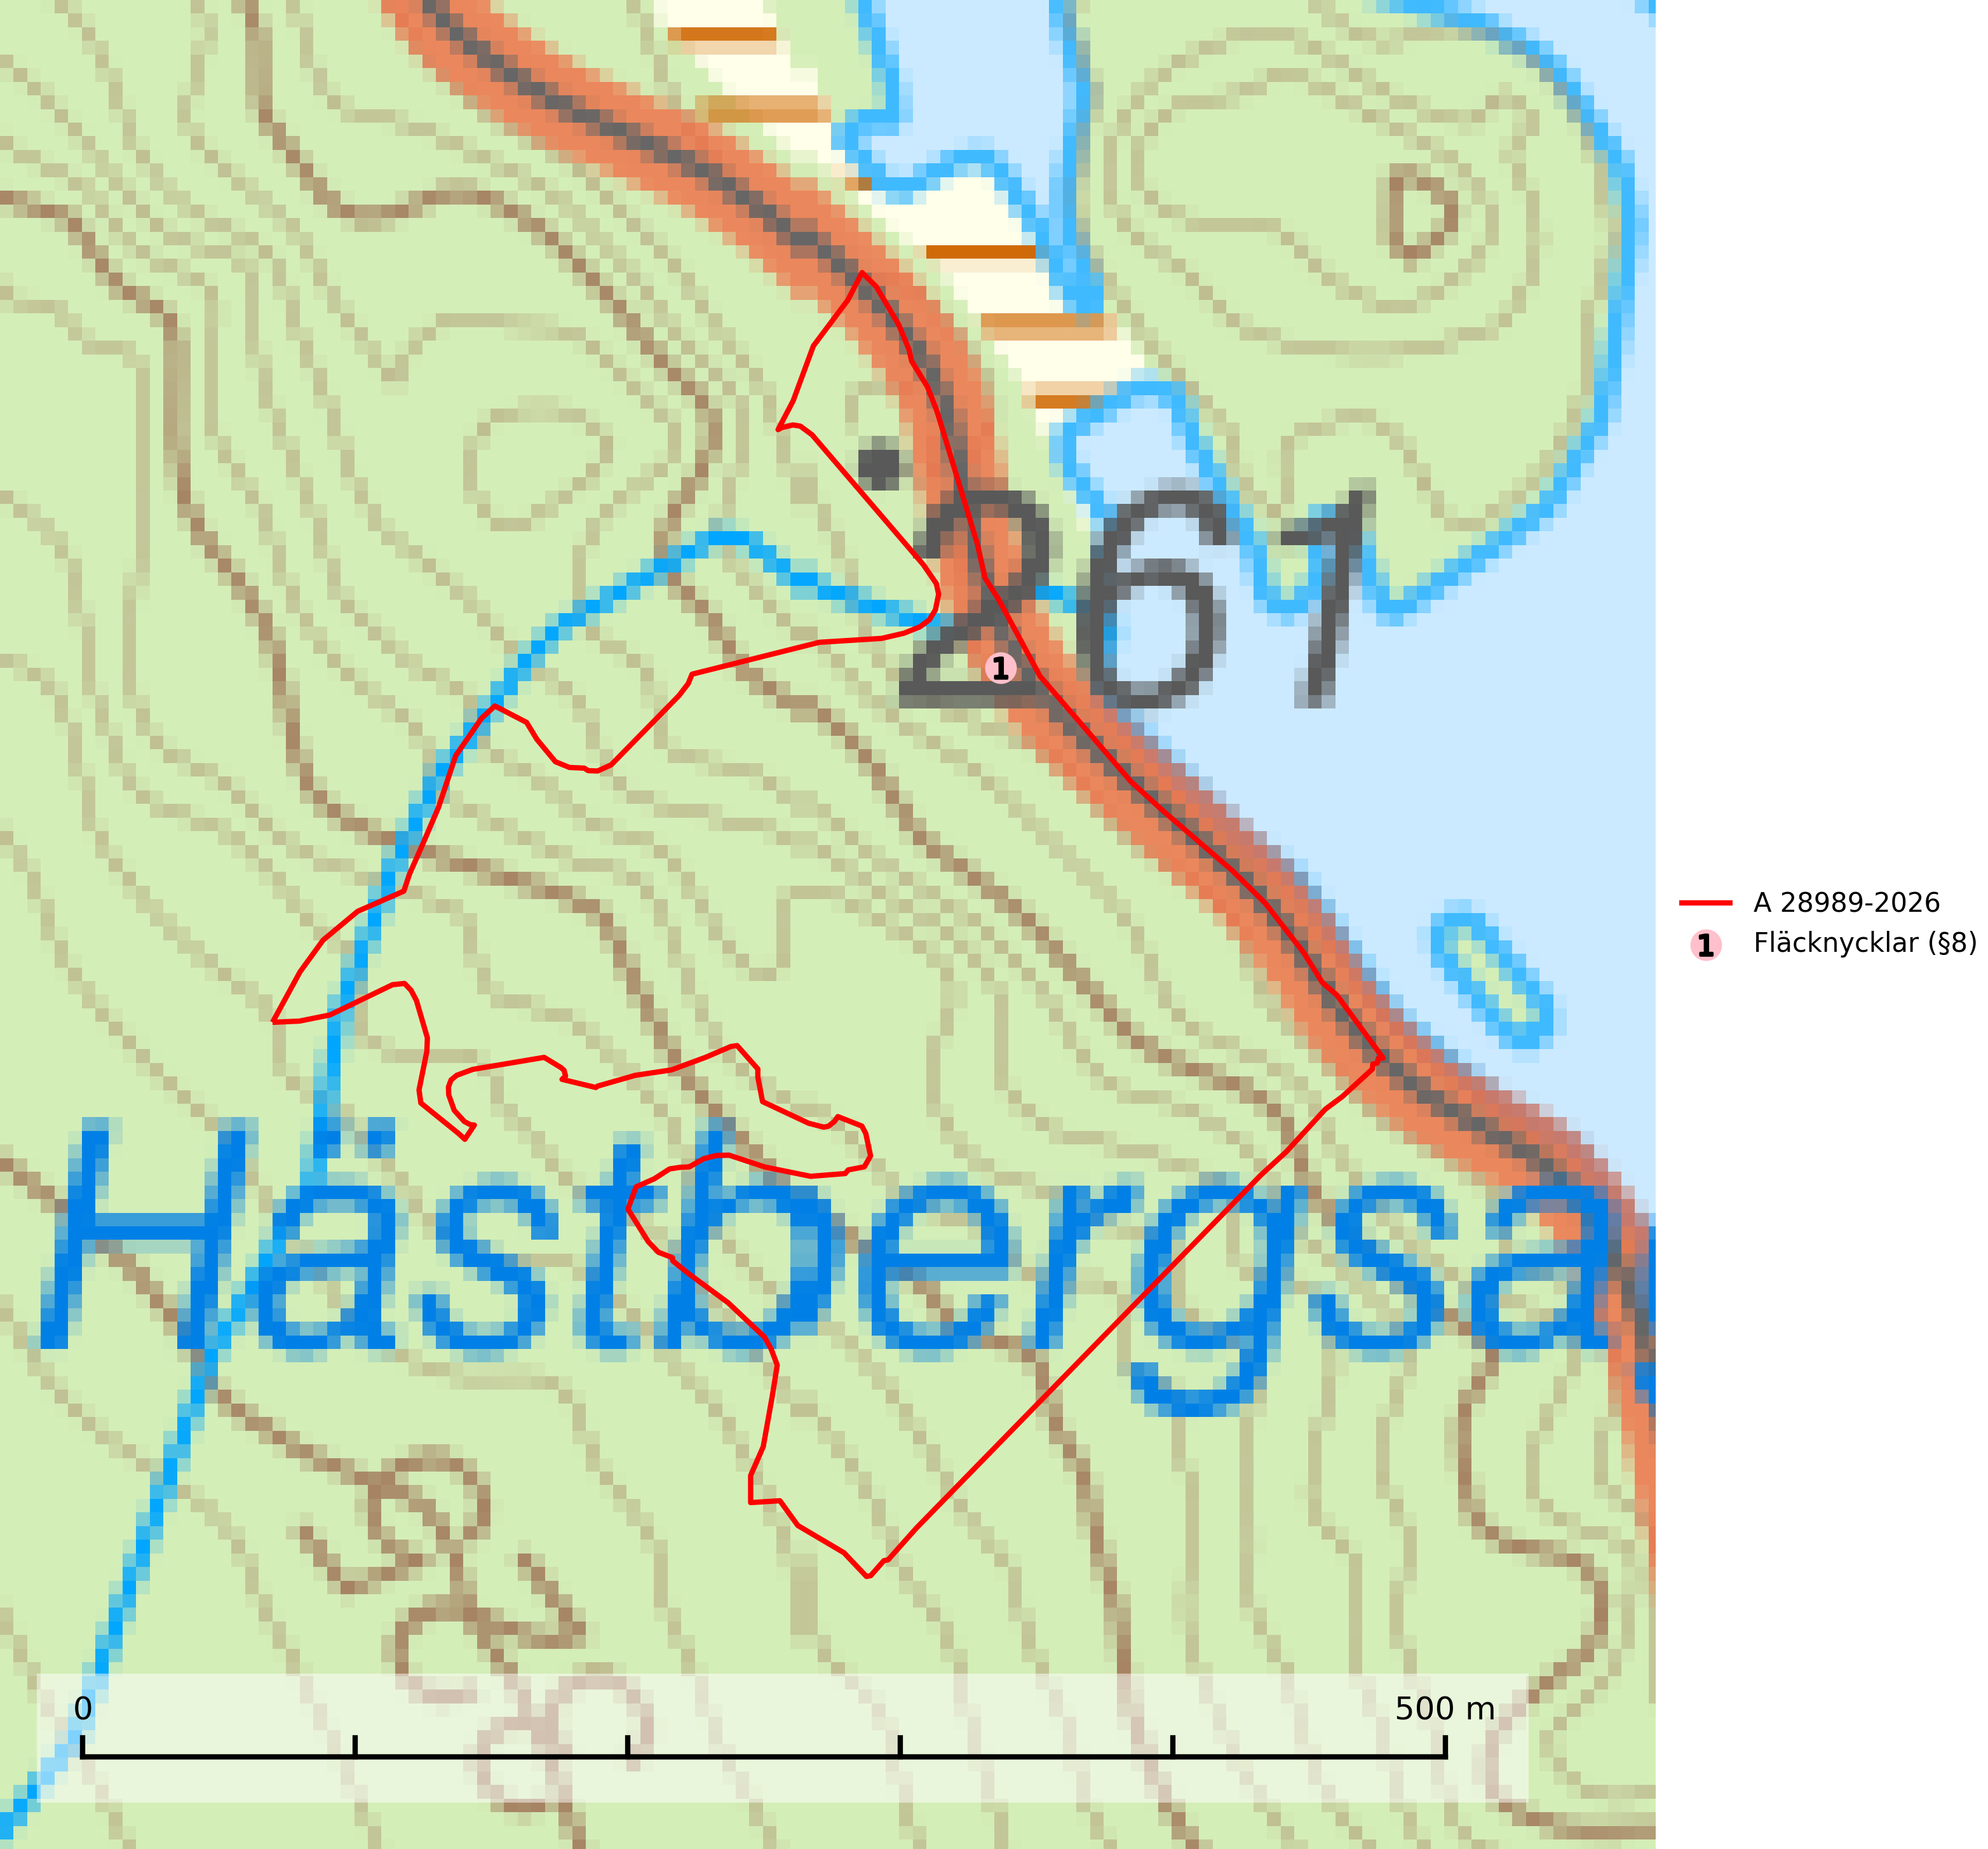 261
1
A 28989-2026
1 Fläcknycklar (§8)
Hästbergsa
0 500 m